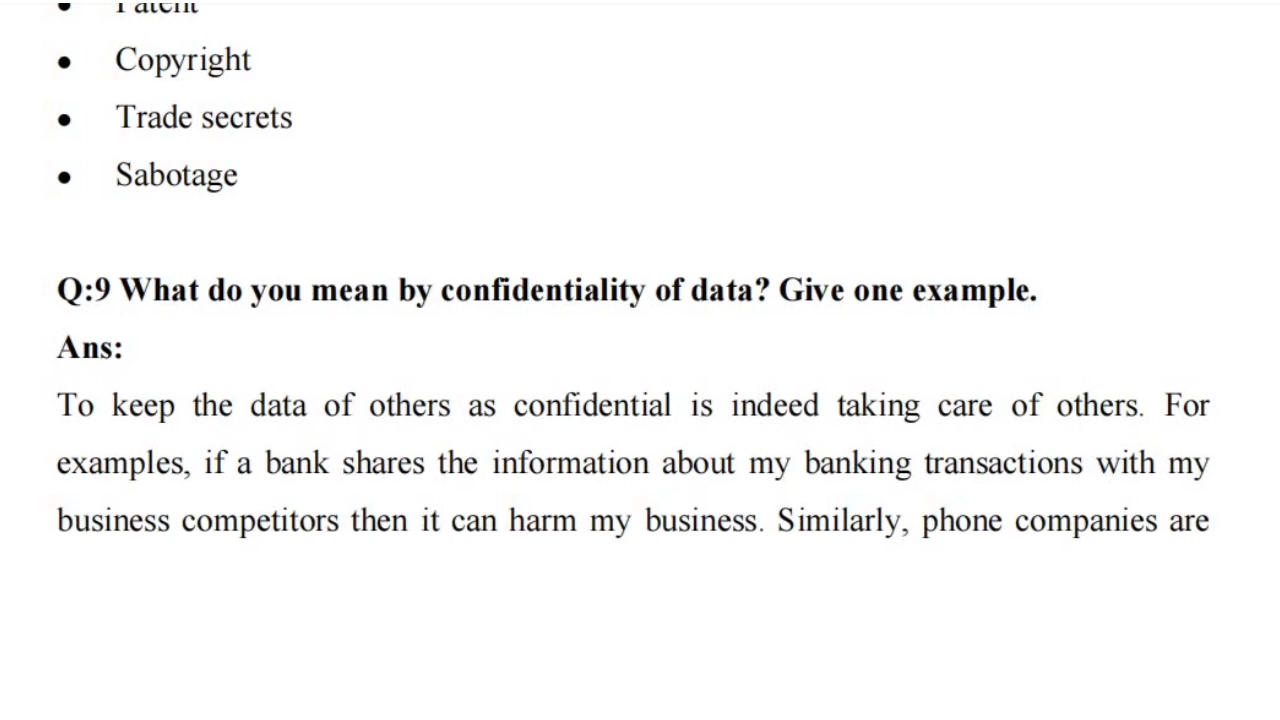 • Patent
• Copyright
• Trade secrets
• Sabotage
Q:9 What do you mean by confidentiality of data? Give one example.
Ans:
To keep the data of others as confidential is indeed taking care of others. For
examples, if a bank shares the information about my banking transactions with my
business competitors then it can harm my business. Similarly, phone companies are